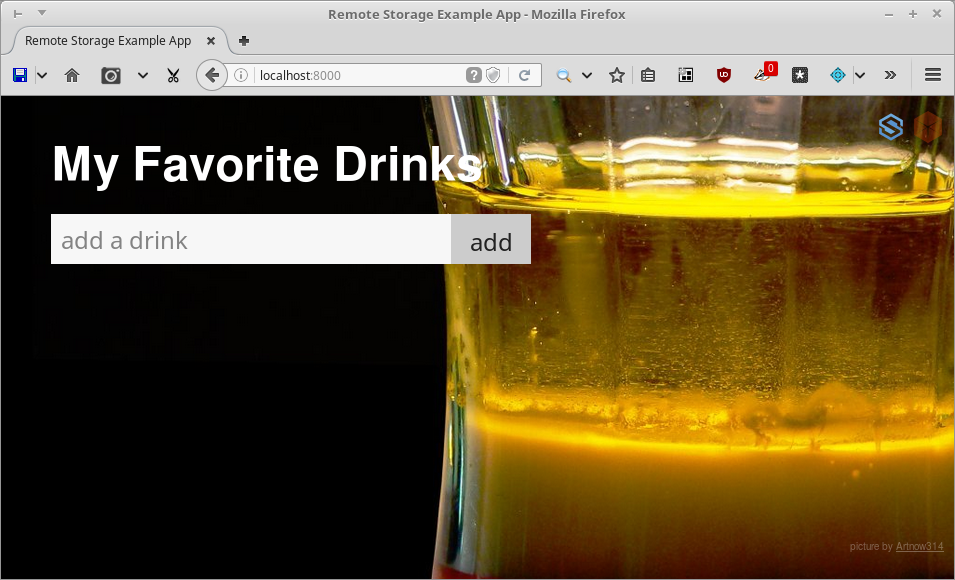 Remote Storage Example App - Mozilla Firefox
Remote Storage Example App
localhost:8000
0
My Favorite Drinks
add a drink
add
picture by Artnow314